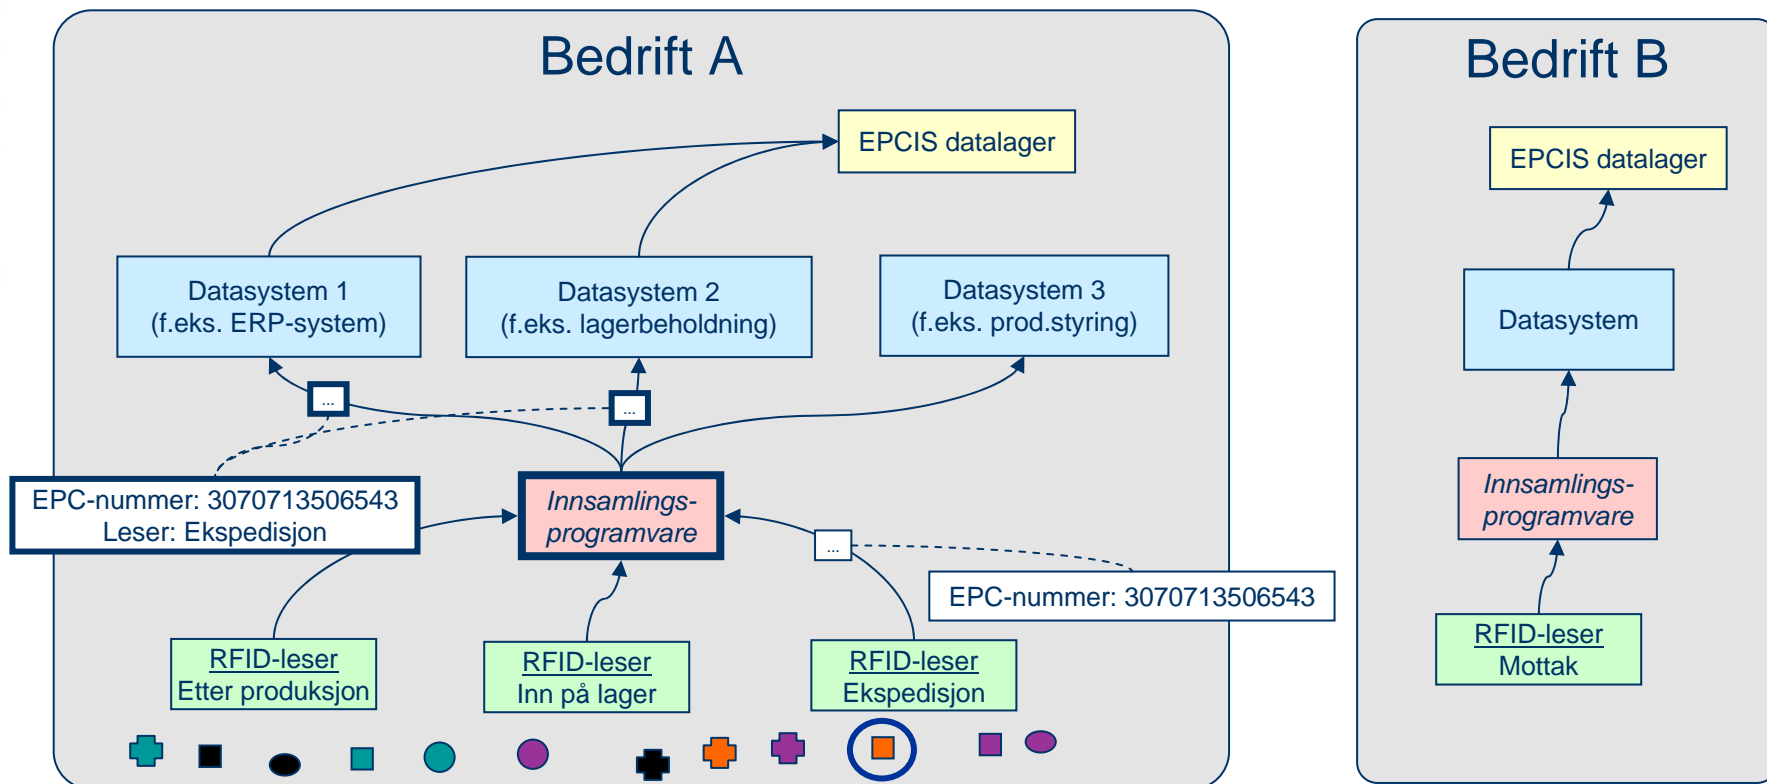 Bedrift A
EPCIS datalager
Datasystem 1
(f.eks. ERP-system)
Datasystem 2
(f.eks. lagerbeholdning)
Datasystem 3
(f.eks. prod.styring)
...
...
EPC-nummer: 3070713506543
Leser: Ekspedisjon
Innsamlings-
programvare
...
EPC-nummer: 3070713506543
RFID-leser
Etter produksjon
RFID-leser
Inn på lager
RFID-leser
Ekspedisjon
Bedrift B
EPCIS datalager
Datasystem
Innsamlings-
programvare
RFID-leser
Mottak